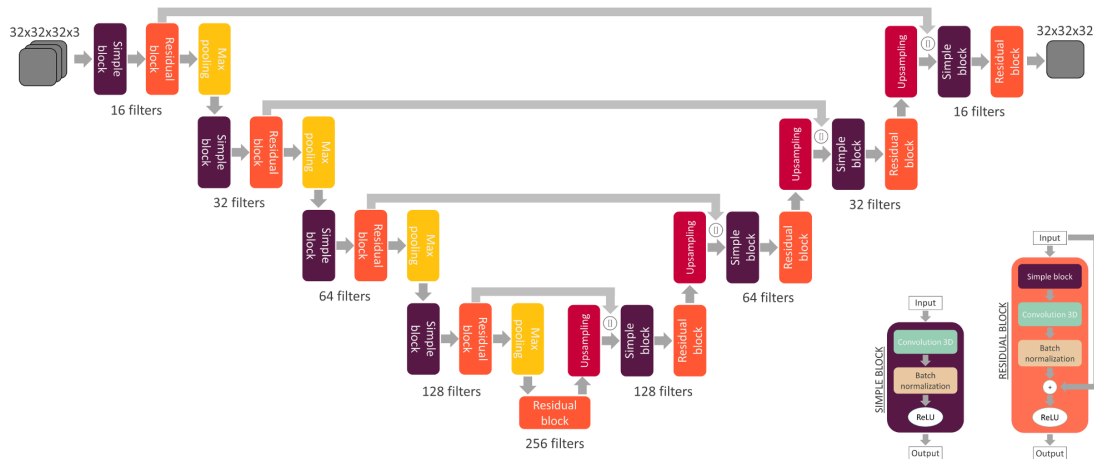 32x32x32x3
Simple
block
Residual
block
Max
pooling
16 filters
Simple
block
Residual
block
Max
pooling
32 filters
Simple
block
Residual
block
Max
pooling
64 filters
Simple
block
Residual
block
Max
pooling
128 filters
Residual
block
256 filters
Upsampling
||
Simple
block
Residual
block
128 filters
Upsampling
||
Simple
block
Residual
block
64 filters
Upsampling
||
Simple
block
Residual
block
32 filters
Upsampling
||
Simple
block
Residual
block
16 filters
32x32x32
SIMPLE BLOCK
Input
Convolution 3D
Batch
normalization
ReLU
Output
RESIDUAL BLOCK
Input
Simple block
Convolution 3D
Batch
normalization
+
ReLU
Output